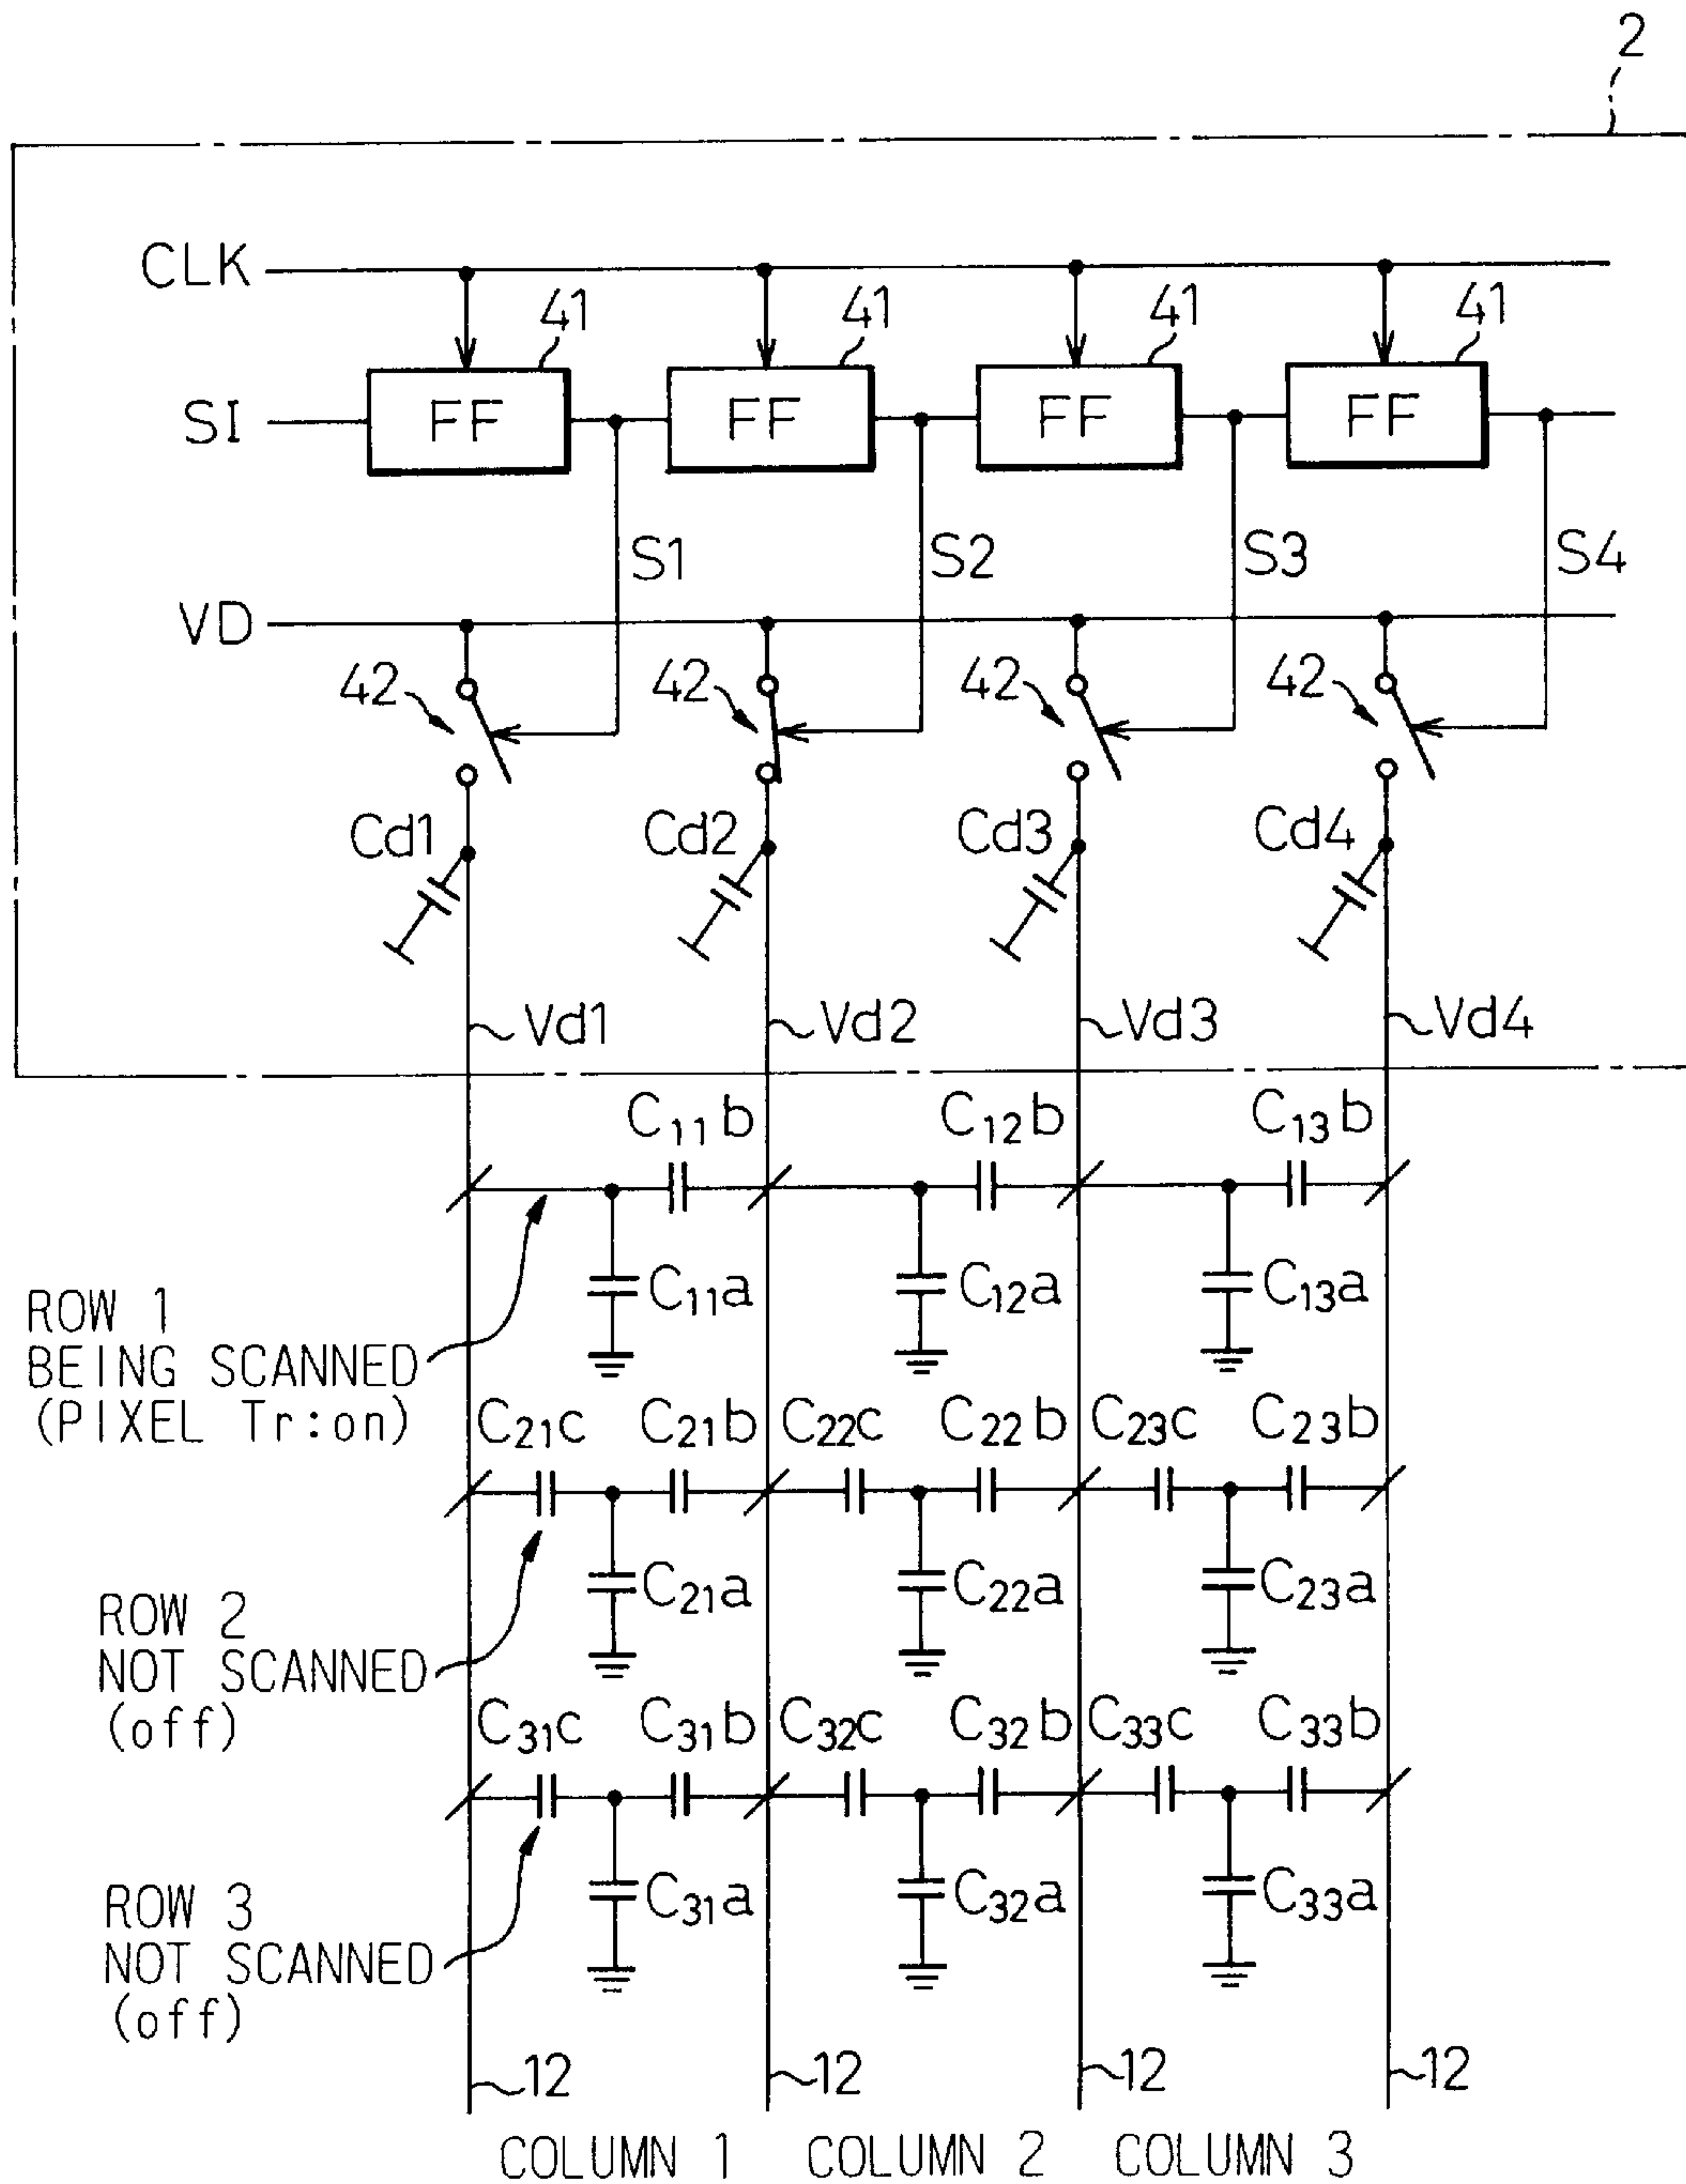 2
CLK
41 41 41 41
SI FF FF FF FF
S1 S2 S3 S4
VD
42 42 42 42
Cd1 Cd2 Cd3 Cd4
Vd1 Vd2 Vd3 Vd4
C11b C12b C13b
C11a C12a C13a
ROW 1
BEING SCANNED
(PIXEL Tr:on)
C21c C21b C22c C22b C23c C23b
C21a C22a C23a
ROW 2
NOT SCANNED
(off)
C31c C31b C32c C32b C33c C33b
C31a C32a C33a
ROW 3
NOT SCANNED
(off)
12 12 12 12
COLUMN 1 COLUMN 2 COLUMN 3